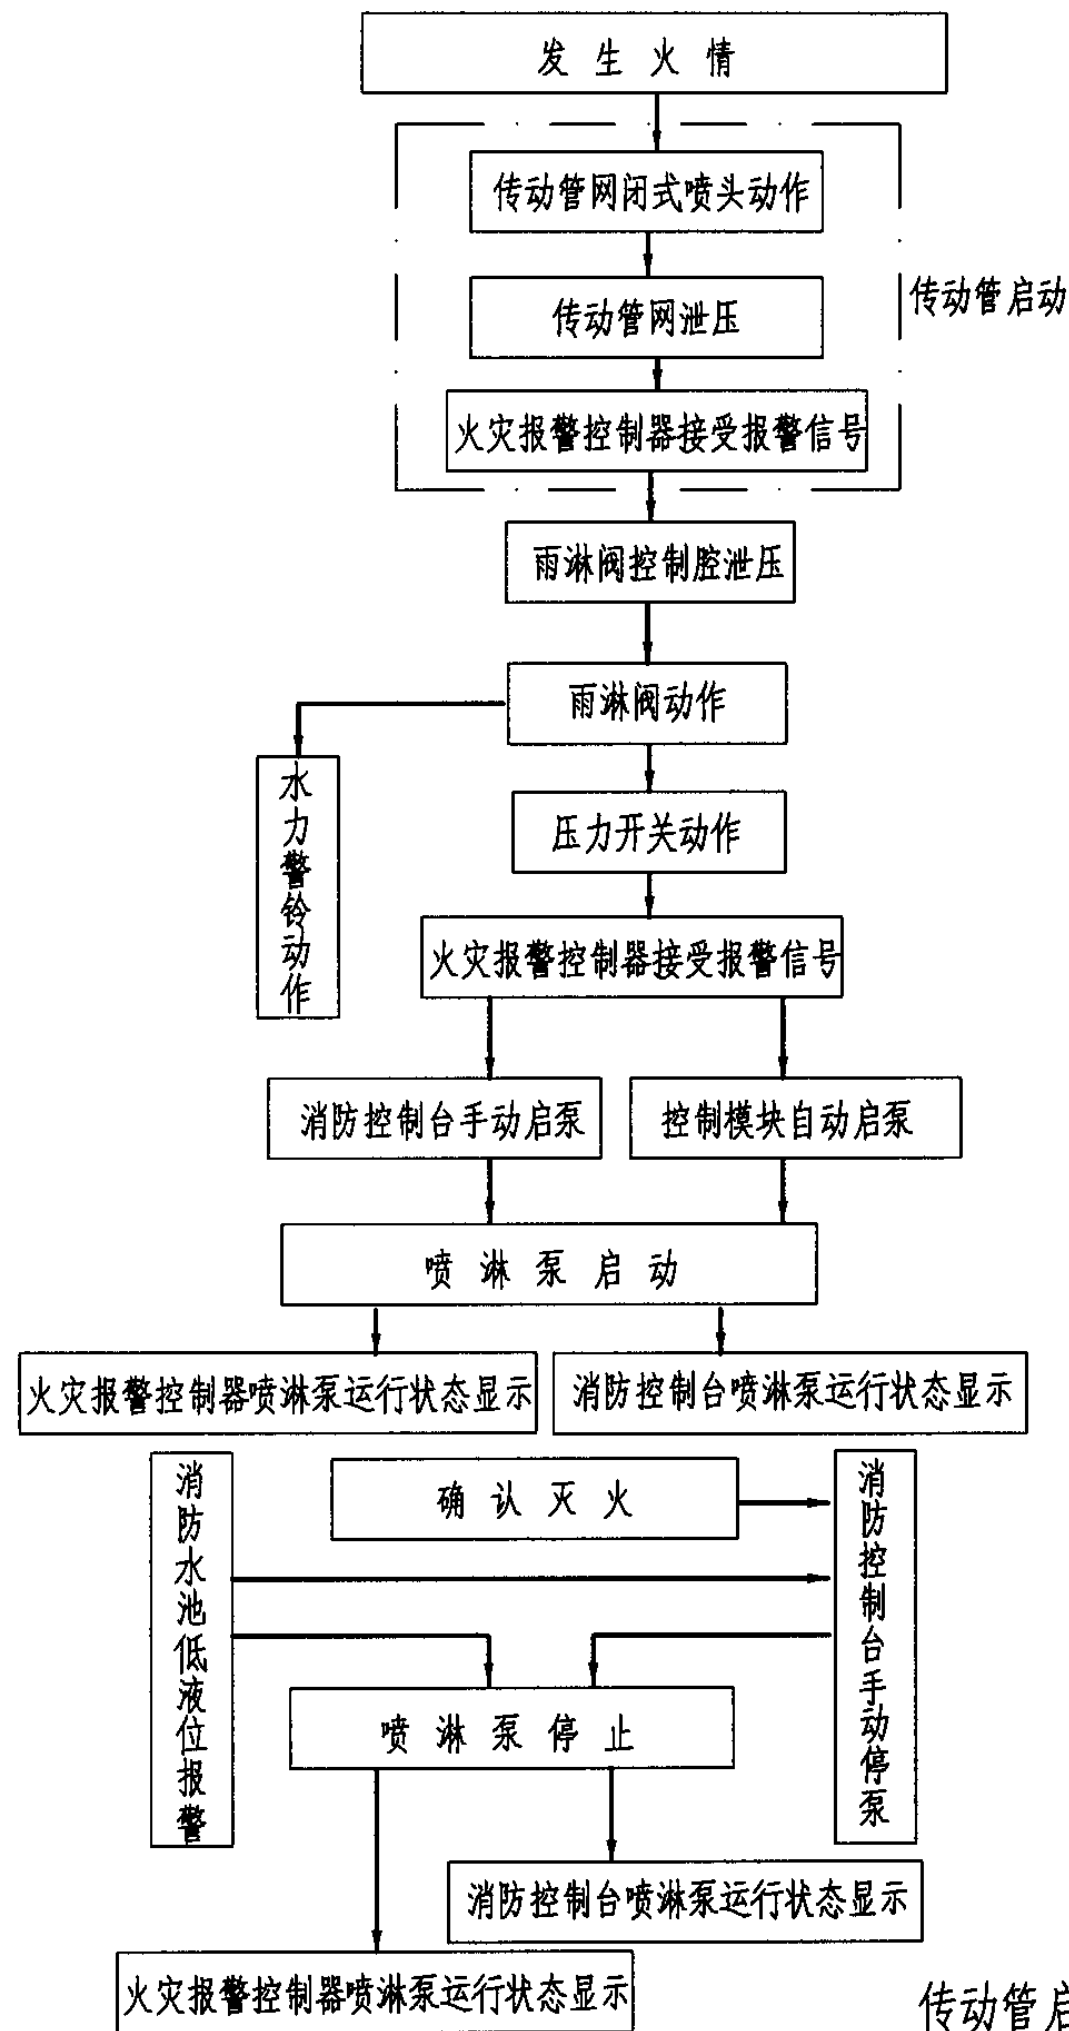 发生火情
传动管网闭式喷头动作
传动管启动
传动管网泄压
火灾报警控制器接受报警信号
雨淋阀控制腔泄压
雨淋阀动作
水力警铃动作
压力开关动作
火灾报警控制器接受报警信号
消防控制台手动启泵
控制模块自动启泵
喷淋泵启动
火灾报警控制器喷淋泵运行状态显示
消防控制台喷淋泵运行状态显示
消防水池低液位报警
确认灭火
消防控制台手动停泵
喷淋泵停止
消防控制台喷淋泵运行状态显示
火灾报警控制器喷淋泵运行状态显示
传动管启